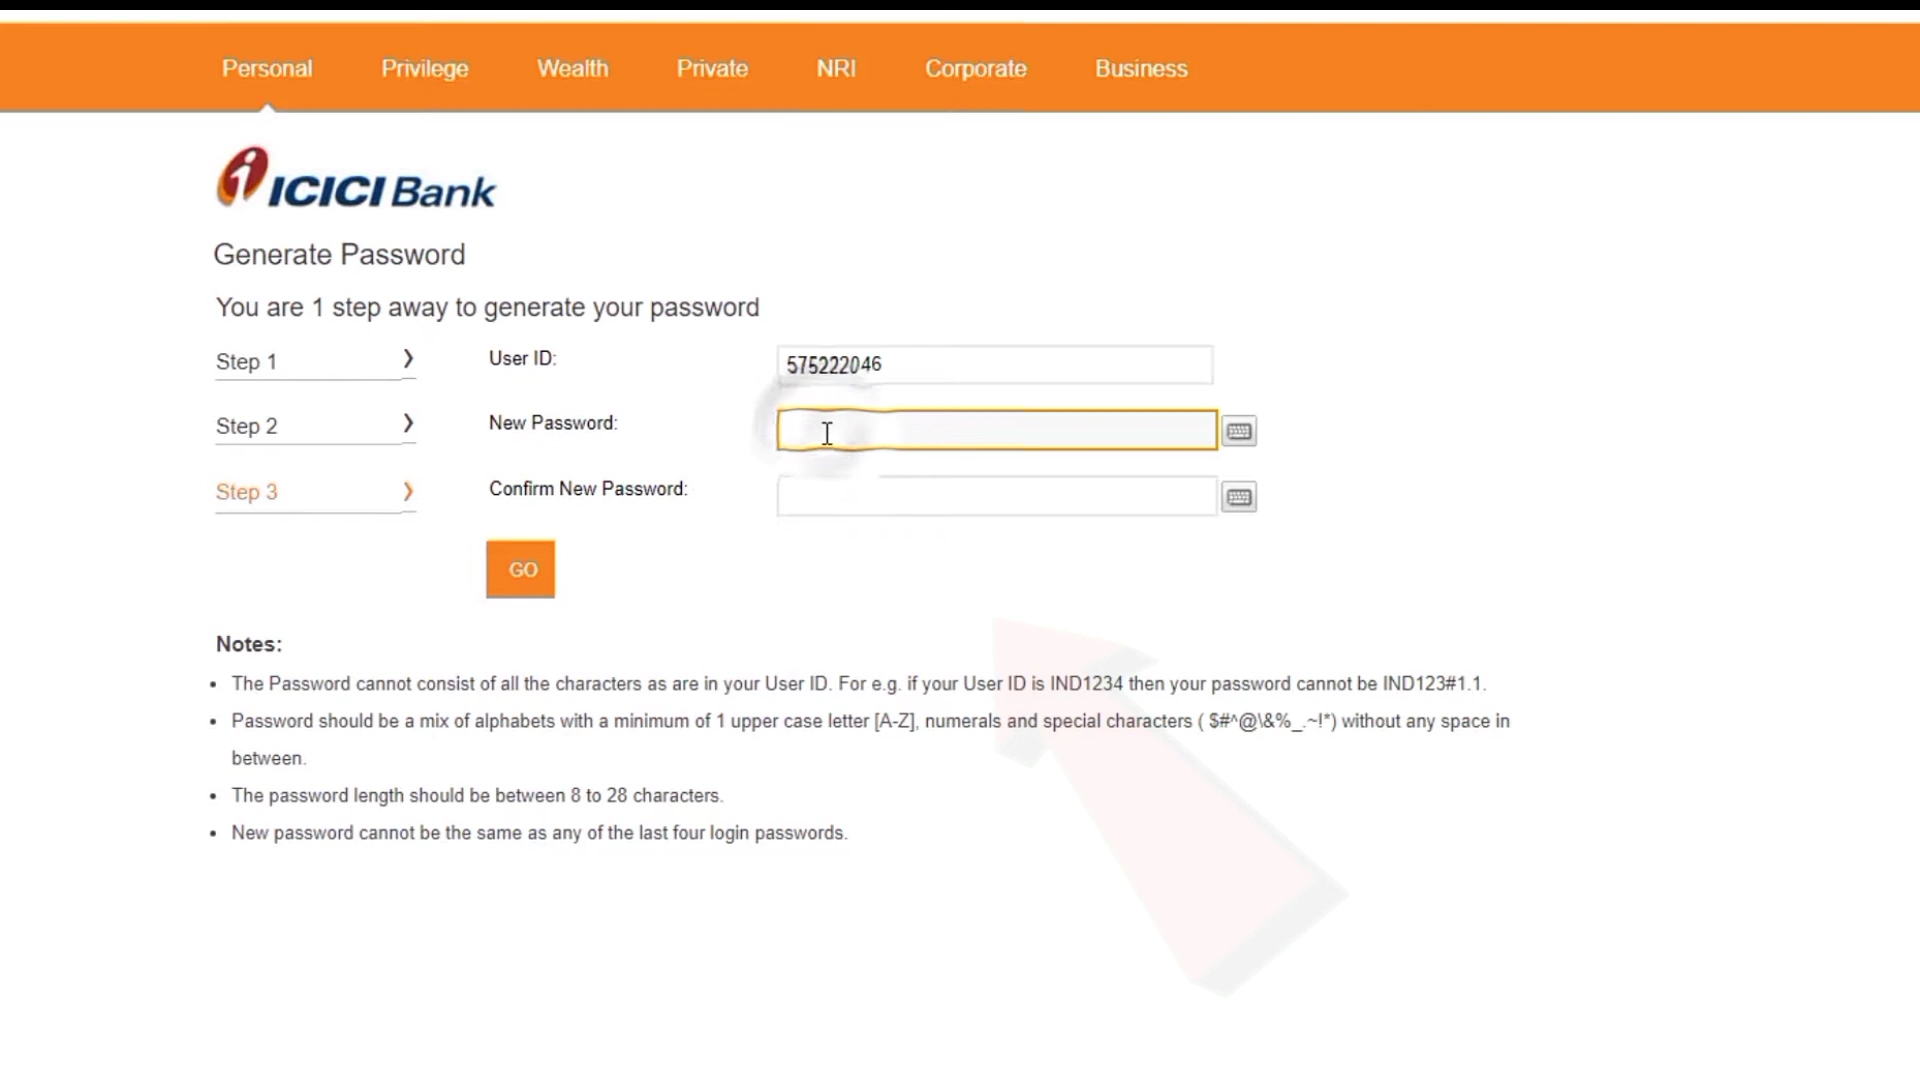 Personal Privilege Wealth Private NRI Corporate Business
i ICICI Bank
Generate Password
You are 1 step away to generate your password
Step 1 User ID: 575222046
Step 2 New Password:
Step 3 Confirm New Password:
GO
Notes:
• The Password cannot consist of all the characters as are in your User ID. For e.g. if your User ID is IND1234 then your password cannot be IND123#1.1.
• Password should be a mix of alphabets with a minimum of 1 upper case letter [A-Z], numerals and special characters ( $#^@\&%_.~!*) without any space in
between.
• The password length should be between 8 to 28 characters.
• New password cannot be the same as any of the last four login passwords.